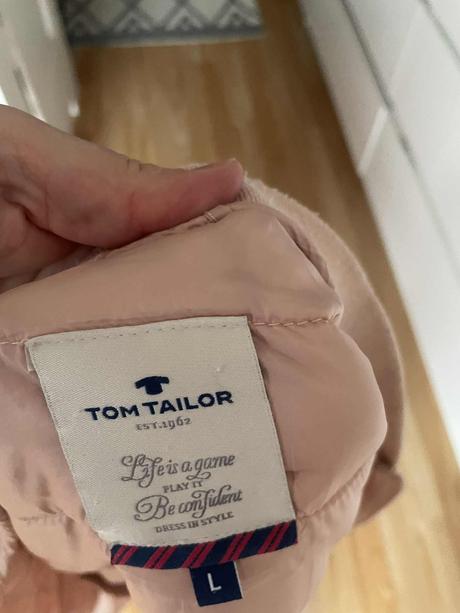 TOM TAILOR
EST.1962
Life is a game
PLAY IT
Be confident
DRESS IN STYLE
L